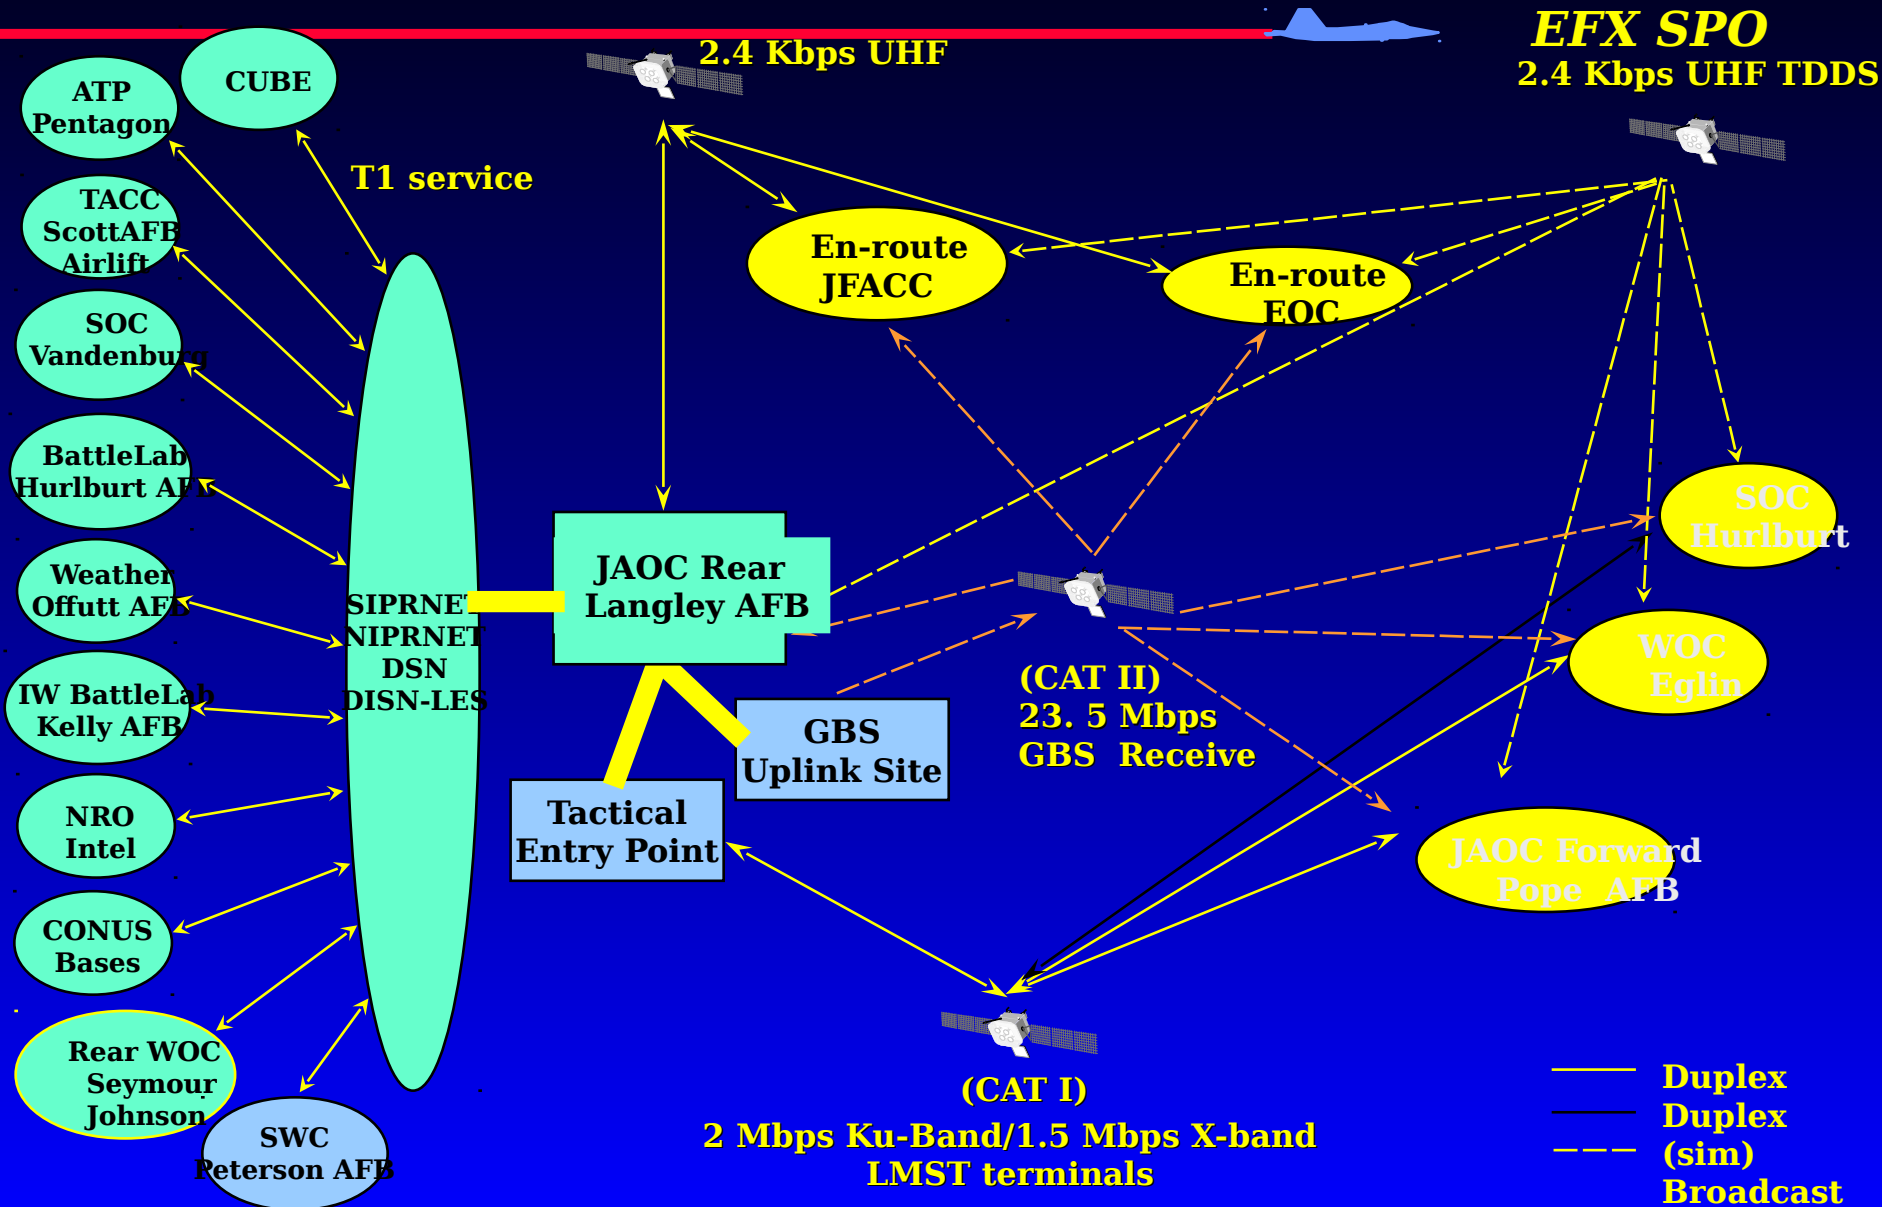 EFX SPO
2.4 Kbps UHF
2.4 Kbps UHF TDDS
CUBE
ATP
Pentagon
T1 service
TACC
ScottAFB
Airlift
En-route
JFACC
En-route
EOC
SOC
Vandenburg
BattleLab
Hurlburt AFB
SOC
Hurlburt
Weather
Offutt AFB
SIPRNET
NIPRNET
DSN
DISN-LES
JAOC Rear
Langley AFB
WOC
Eglin
IW BattleLab
Kelly AFB
(CAT II)
23. 5 Mbps
GBS  Receive
GBS
Uplink Site
NRO
Intel
Tactical
Entry Point
JAOC Forward
Pope  AFB
CONUS
Bases
Rear WOC
Seymour
Johnson
SWC
Peterson AFB
(CAT I)
2 Mbps Ku-Band/1.5 Mbps X-band
LMST terminals
Duplex
Duplex
(sim)
Broadcast